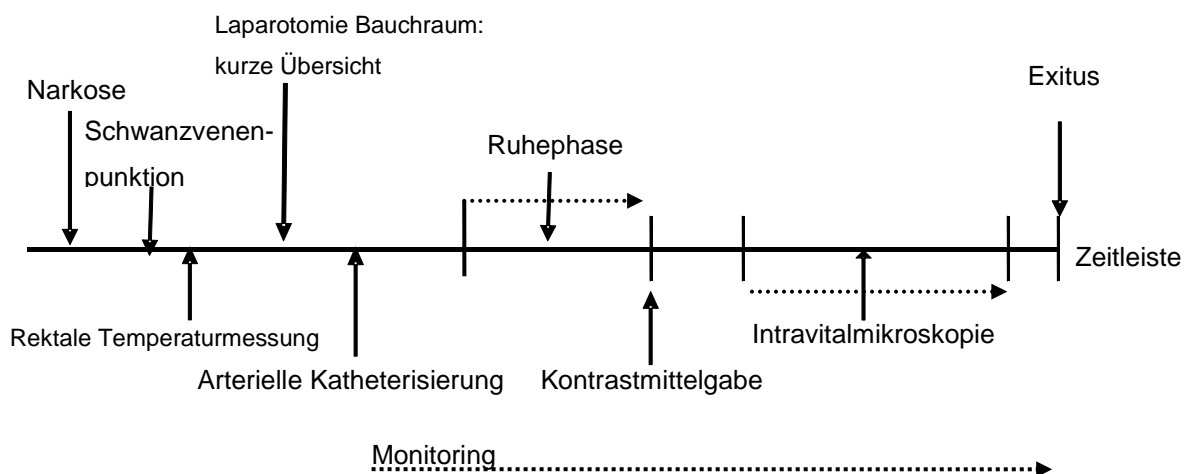 Laparotomie Bauchraum:
kurze Übersicht
Narkose
Exitus
Schwanzvenen-
punktion
Ruhephase
Zeitleiste
Rektale Temperaturmessung
Intravitalmikroskopie
Arterielle Katheterisierung
Kontrastmittelgabe
Monitoring